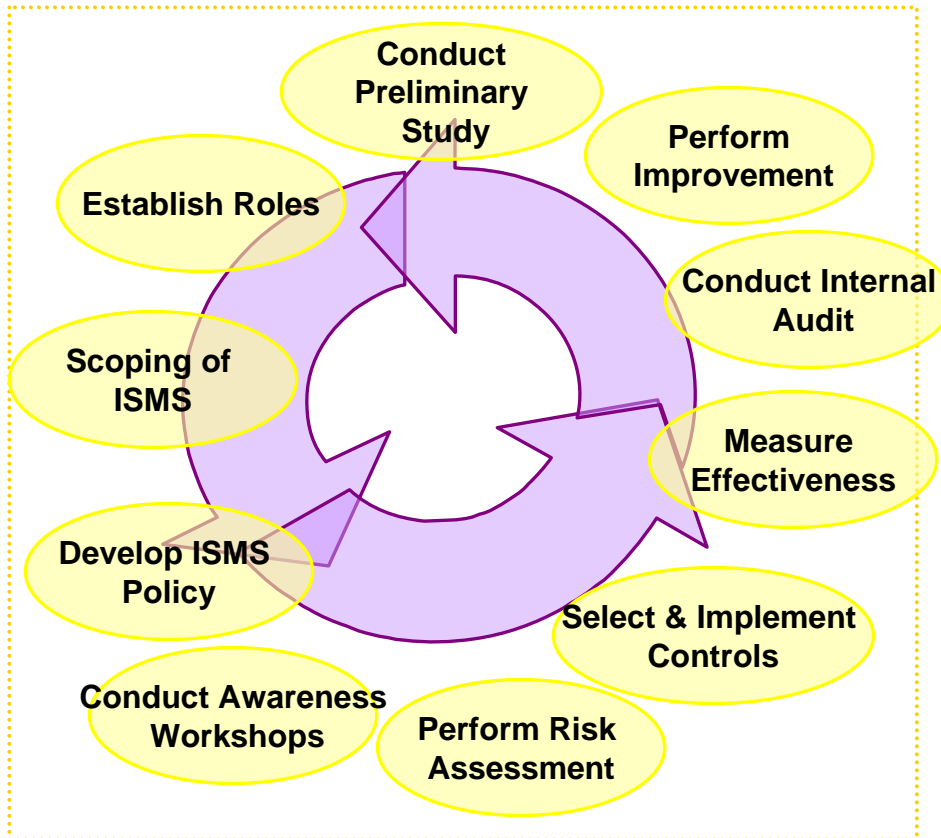 Conduct
Preliminary
Study
Perform
Improvement
Establish Roles
Conduct Internal
Audit
Scoping of
ISMS
Measure
Effectiveness
Develop ISMS
Policy
Select & Implement
Controls
Conduct Awareness
Workshops
Perform Risk
Assessment